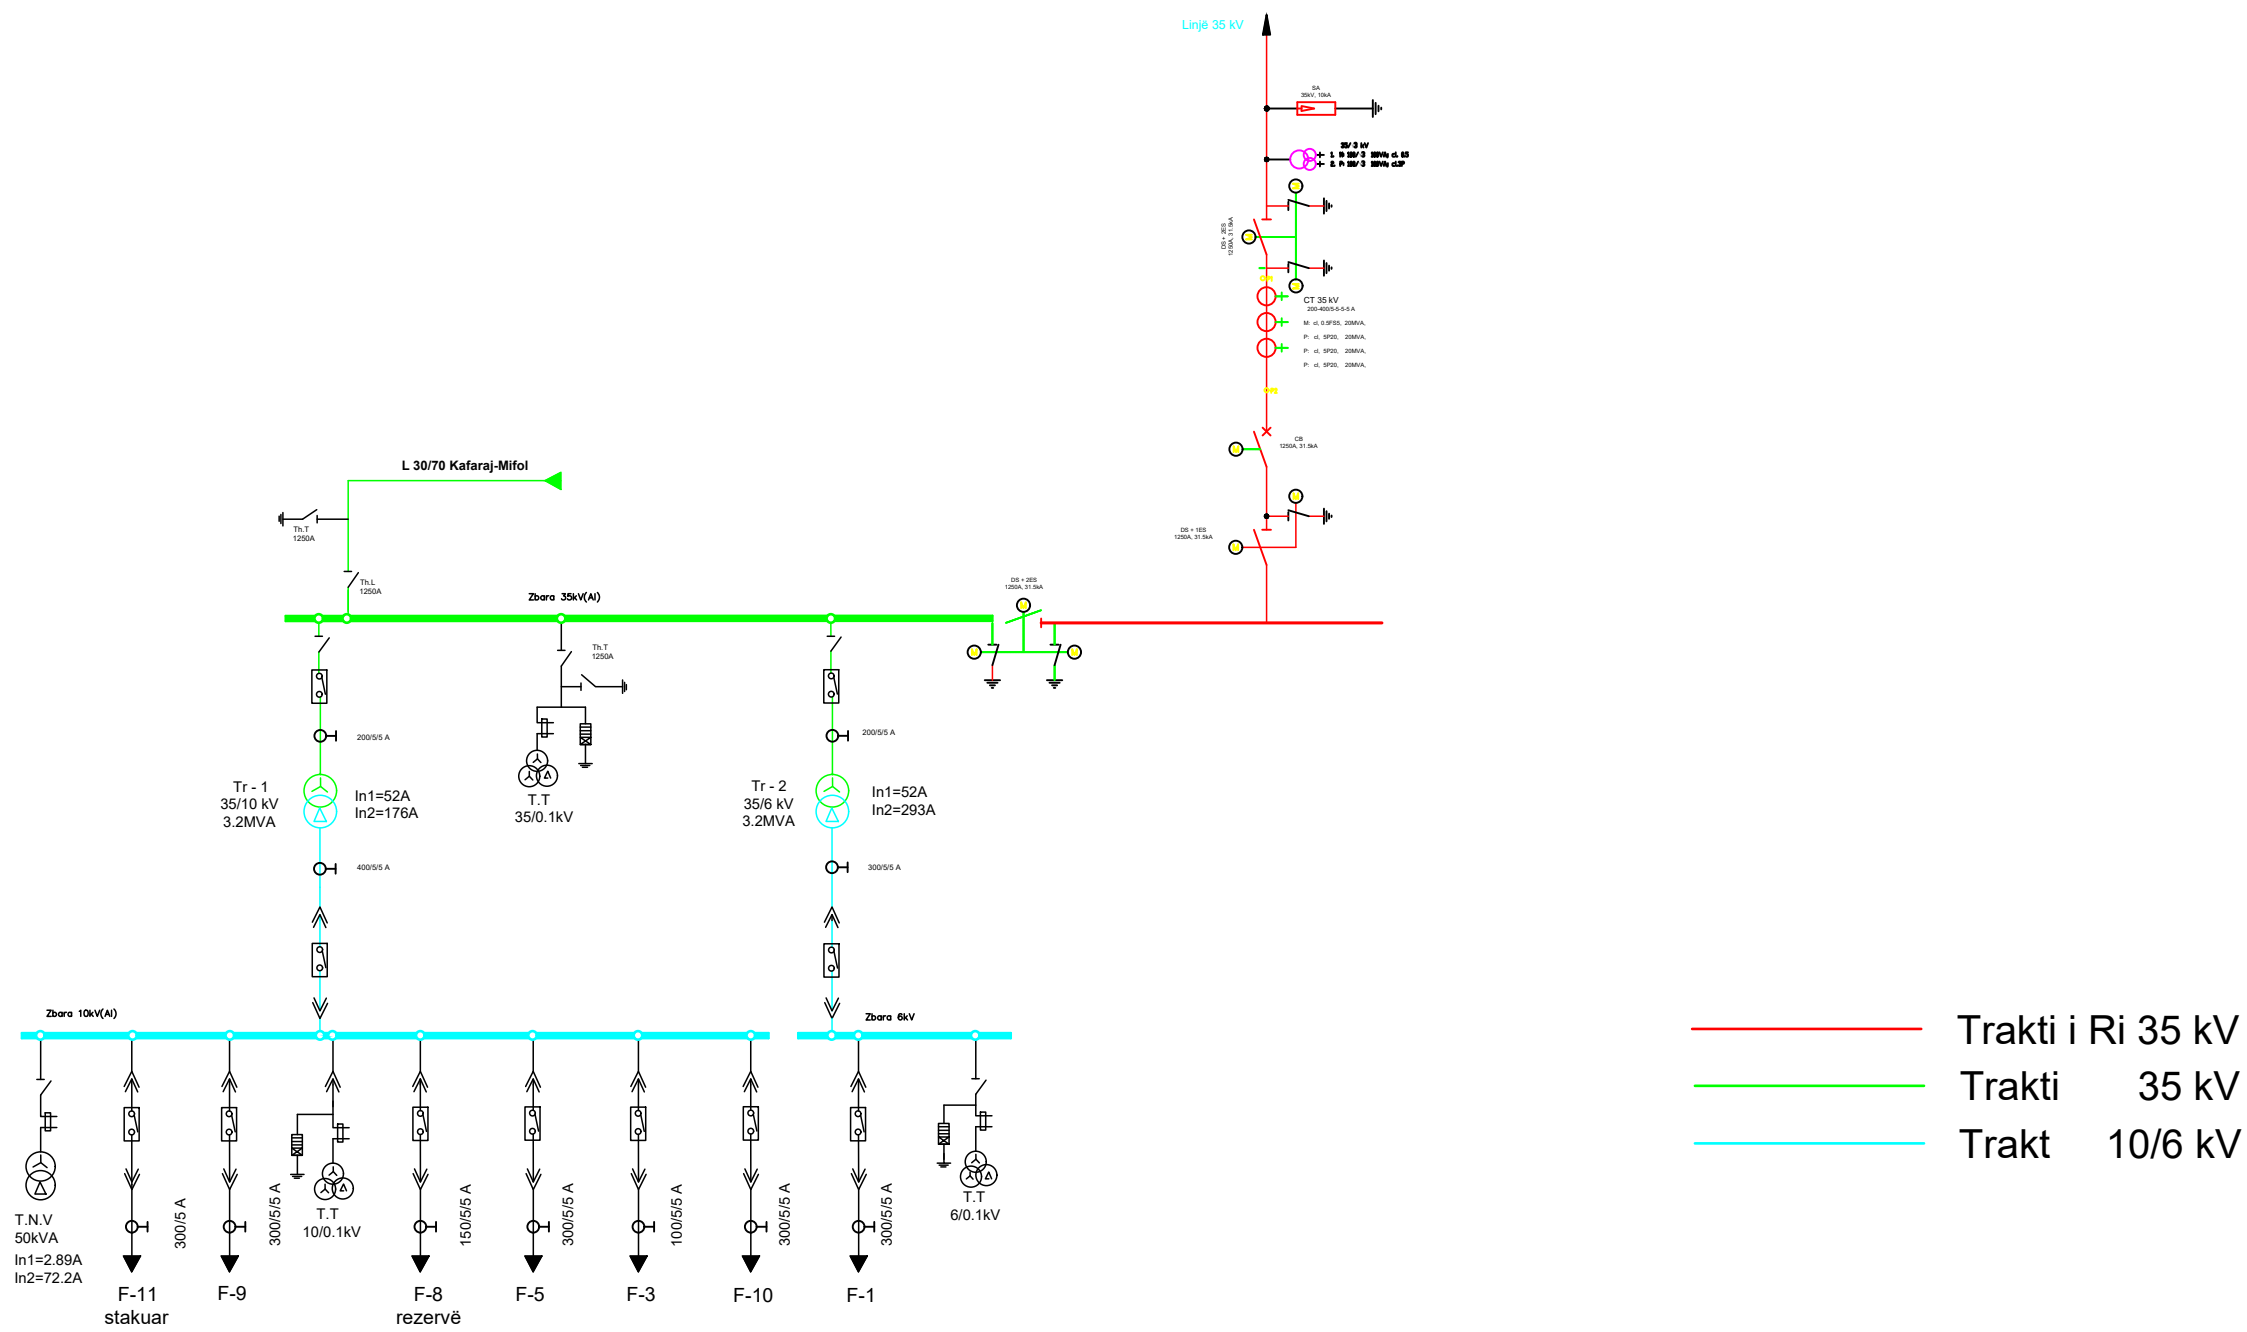 Linjë 35 kV
SA
35kV, 10kA
35/ 3 kV
DS + 2ES
1250A, 31.5kA
CT 35 kV
200-400/5-5-5-5 A
M: cl, 0.5FS5, 20MVA,
P: cl, 5P20, 20MVA,
P: cl, 5P20, 20MVA,
P: cl, 5P20, 20MVA,
CB
1250A, 31.5kA
DS + 1ES
1250A, 31.5kA
L 30/70 Kafaraj-Mifol
Th.T
1250A
Th.L
1250A
Zbara 35kV(Al)
DS + 2ES
1250A, 31.5kA
Th.T
1250A
200/5/5 A
200/5/5 A
Tr - 1
35/10 kV
3.2MVA
In1=52A
In2=176A
T.T
35/0.1kV
Tr - 2
35/6 kV
3.2MVA
In1=52A
In2=293A
400/5/5 A
300/5/5 A
Zbara 10kV(Al)
Zbara 6kV
Trakti i Ri 35 kV
Trakti 35 kV
Trakt 10/6 kV
T.N.V
50kVA
In1=2.89A
In2=72.2A
300/5 A
300/5/5 A
T.T
10/0.1kV
150/5/5 A
300/5/5 A
100/5/5 A
300/5/5 A
300/5/5 A
T.T
6/0.1kV
F-11
stakuar
F-9
F-8
rezervë
F-5
F-3
F-10
F-1